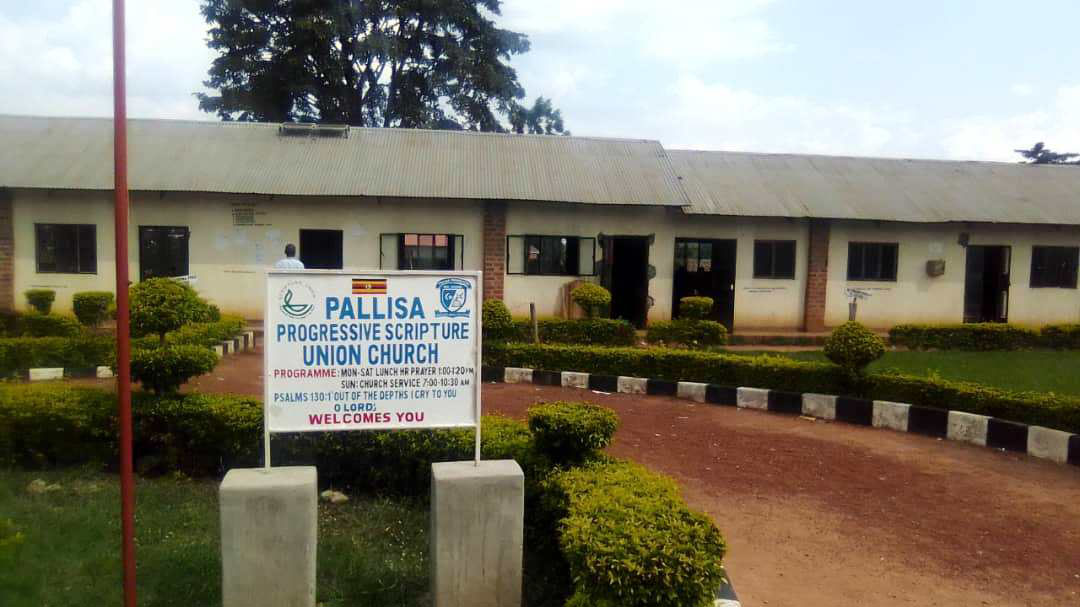 PALLISA
PROGRESSIVE SCRIPTURE
UNION CHURCH
PROGRAMME: MON-SAT LUNCH HR PRAYER 1:00-1:20PM
SUN: CHURCH SERVICE 7:00-10:30 AM
PSALMS 130:1 OUT OF THE DEPTHS I CRY TO YOU
O LORD;
WELCOMES YOU